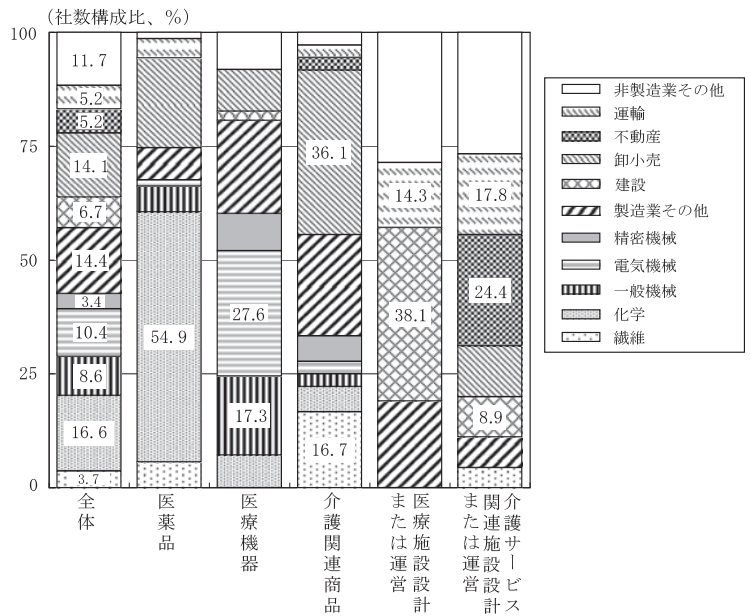 (社数構成比、%)
100
75
50
25
0
11.7
5.2
5.2
14.1
6.7
14.4
3.4
10.4
8.6
16.6
3.7
54.9
27.6
17.3
36.1
16.7
14.3
38.1
17.8
24.4
8.9
全体
医薬品
医療機器
介護関連商品
医療施設設計
または運営
介護サービス
関連施設設計
または運営
非製造業その他
運輸
不動産
卸小売
建設
製造業その他
精密機械
電気機械
一般機械
化学
繊維